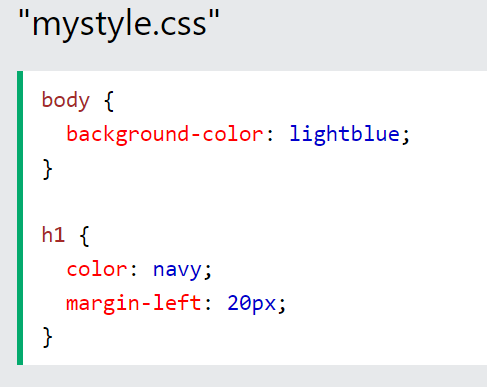 "mystyle.css"
body {
  background-color: lightblue;
}

h1 {
  color: navy;
  margin-left: 20px;
}